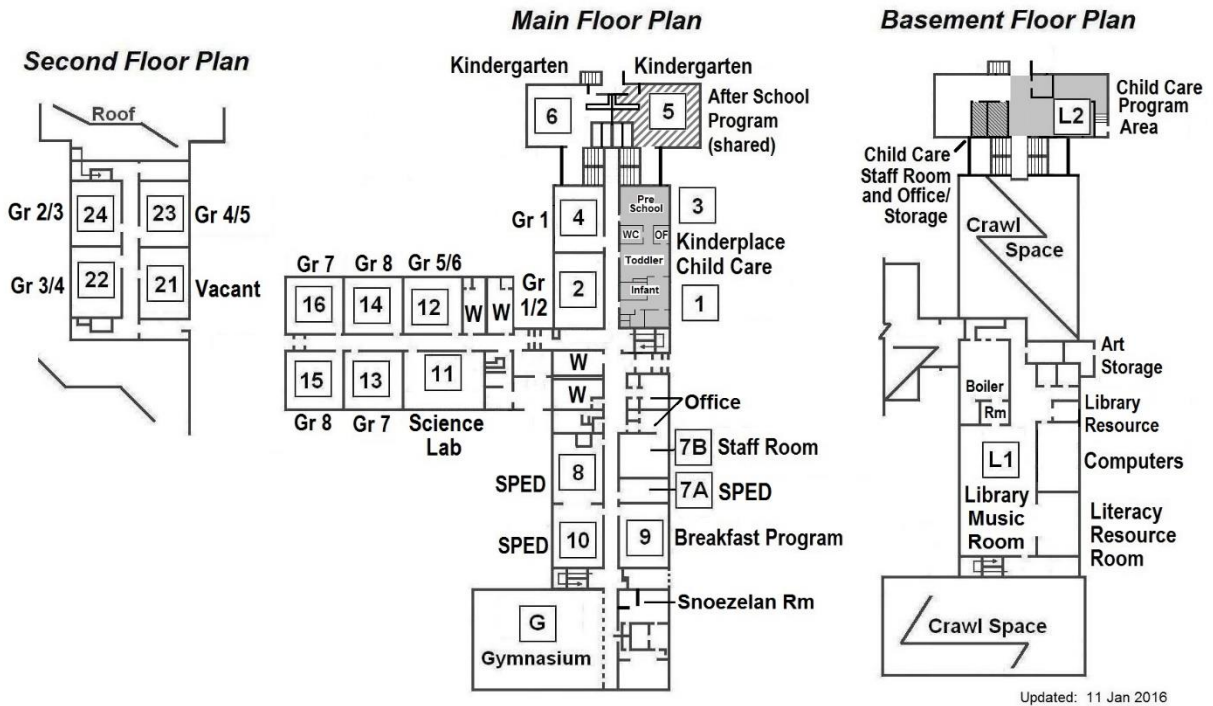 Second Floor Plan
Roof
Gr 2/3
24
23
Gr 4/5
Gr 3/4
22
21
Vacant
Main Floor Plan
Kindergarten
Kindergarten
6
5
After School
Program
(shared)
Gr 1
4
Pre
School
3
WC
OF
Kinderplace
Child Care
Toddler
Gr
1/2
2
Infant
1
Gr 7
Gr 8
Gr 5/6
16
14
12
W
W
15
13
11
W
W
Gr 8
Gr 7
Science
Lab
Office
7B
Staff Room
SPED
8
7A
SPED
SPED
10
9
Breakfast Program
Snoezelan Rm
G
Gymnasium
Basement Floor Plan
L2
Child Care
Program
Area
Child Care
Staff Room
and Office/
Storage
Crawl
Space
Art
Storage
Boiler
Rm
Library
Resource
L1
Computers
Library
Music
Room
Literacy
Resource
Room
Crawl Space
Updated: 11 Jan 2016